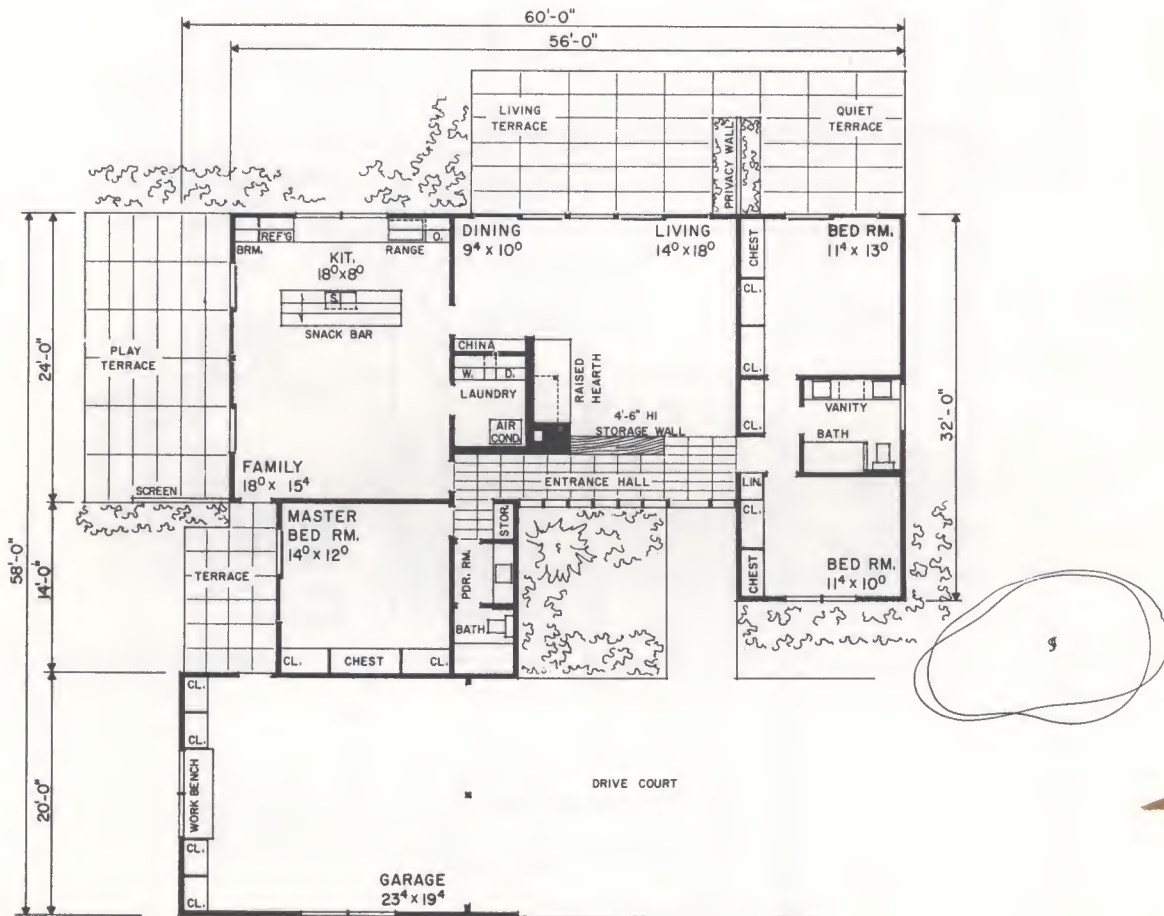 60'-0"
56'-0"
LIVING
TERRACE
QUIET
TERRACE
PRIVACY WALL
BRM.
REF'G
RANGE
O.
KIT.
18⁰ x 8⁰
S.
SNACK BAR
DINING
9⁴ x 10⁰
LIVING
14⁰ x 18⁰
CHEST
CL.
CL.
BED RM.
11⁴ x 13⁰
PLAY
TERRACE
24'-0"
CHINA
W.
D.
LAUNDRY
AIR
COND.
RAISED
HEARTH
4'-6" HI
STORAGE WALL
CL.
VANITY
BATH
32'-0"
FAMILY
18⁰ x 15⁴
SCREEN
ENTRANCE HALL
LIN.
CL.
CHEST
BED RM.
11⁴ x 10⁰
58'-0"
14'-0"
TERRACE
MASTER
BED RM.
14⁰ x 12⁰
STOR.
PDR. RM.
BATH
CL.
CHEST
CL.
20'-0"
CL.
CL.
WORK BENCH
CL.
CL.
DRIVE COURT
GARAGE
23⁴ x 19⁴